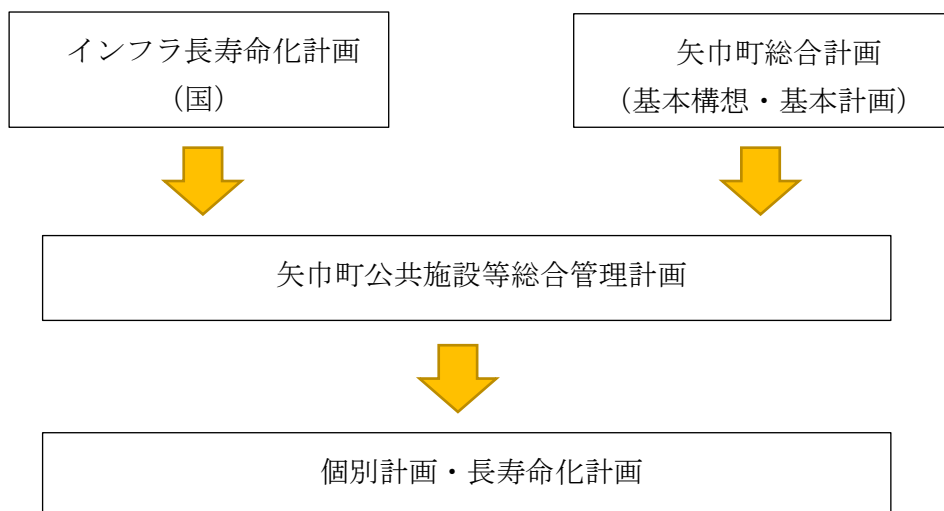 インフラ長寿命化計画
（国）
矢巾町総合計画
（基本構想・基本計画）
矢巾町公共施設等総合管理計画
個別計画・長寿命化計画